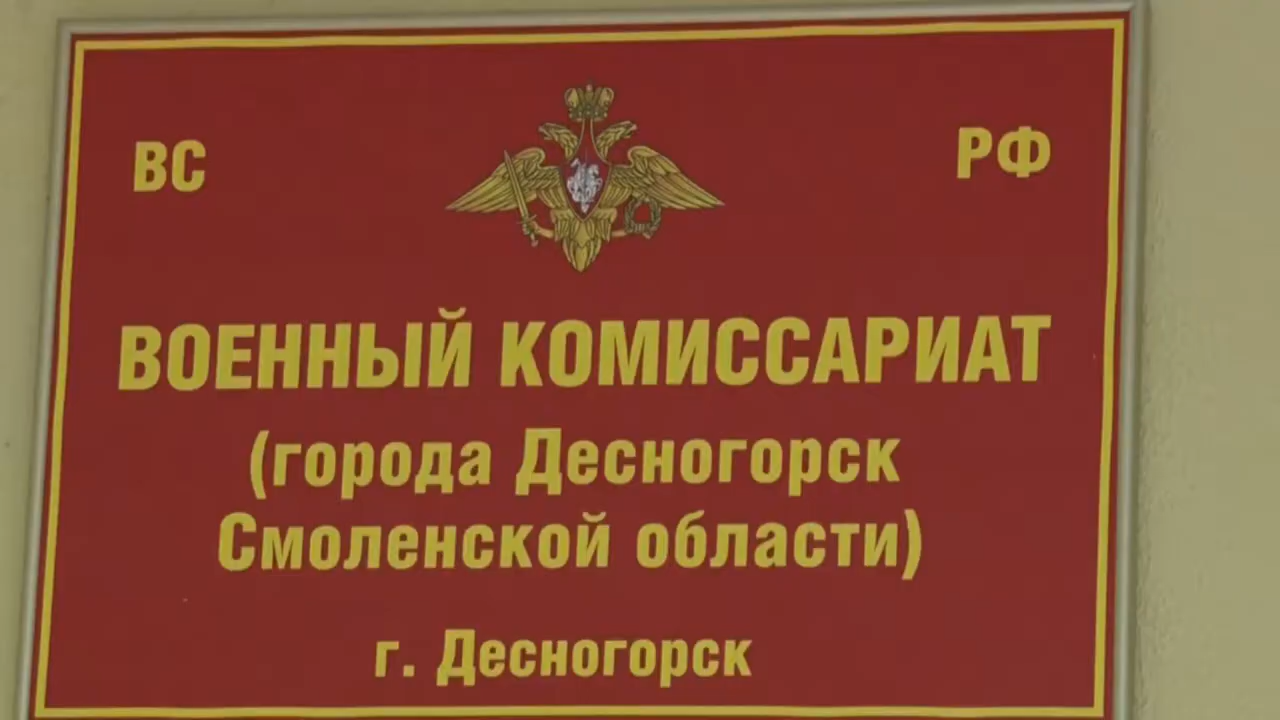 ВС РФ
ВОЕННЫЙ КОМИССАРИАТ
(города Десногорск
Смоленской области)
г. Десногорск